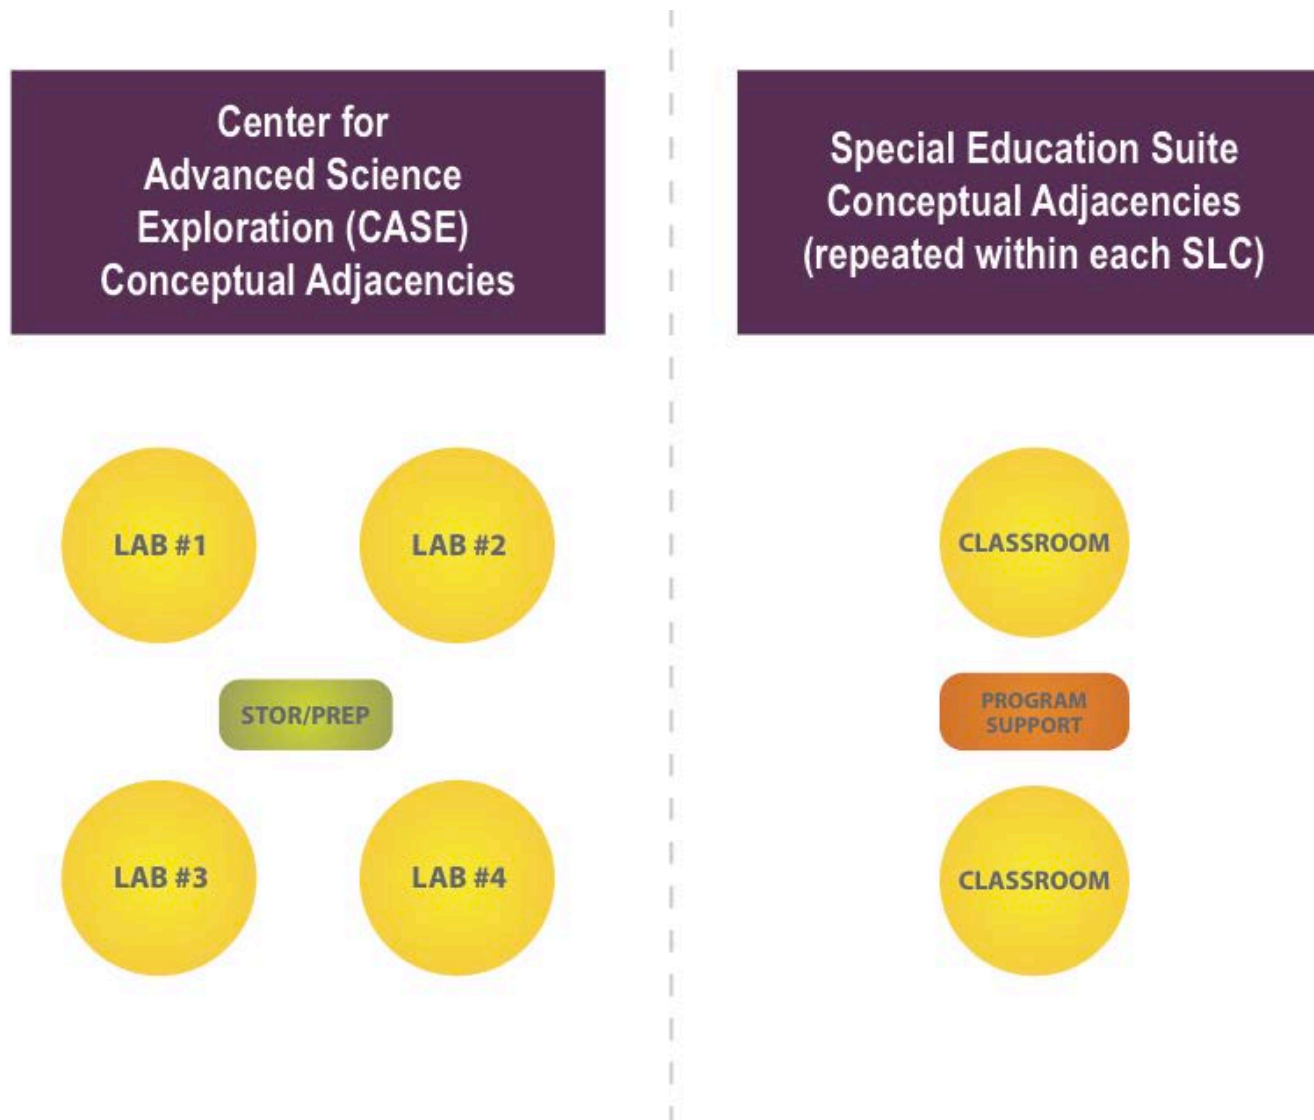 Center for
Advanced Science
Exploration (CASE)
Conceptual Adjacencies
LAB #1
LAB #2
STOR/PREP
LAB #3
LAB #4
Special Education Suite
Conceptual Adjacencies
(repeated within each SLC)
CLASSROOM
PROGRAM
SUPPORT
CLASSROOM